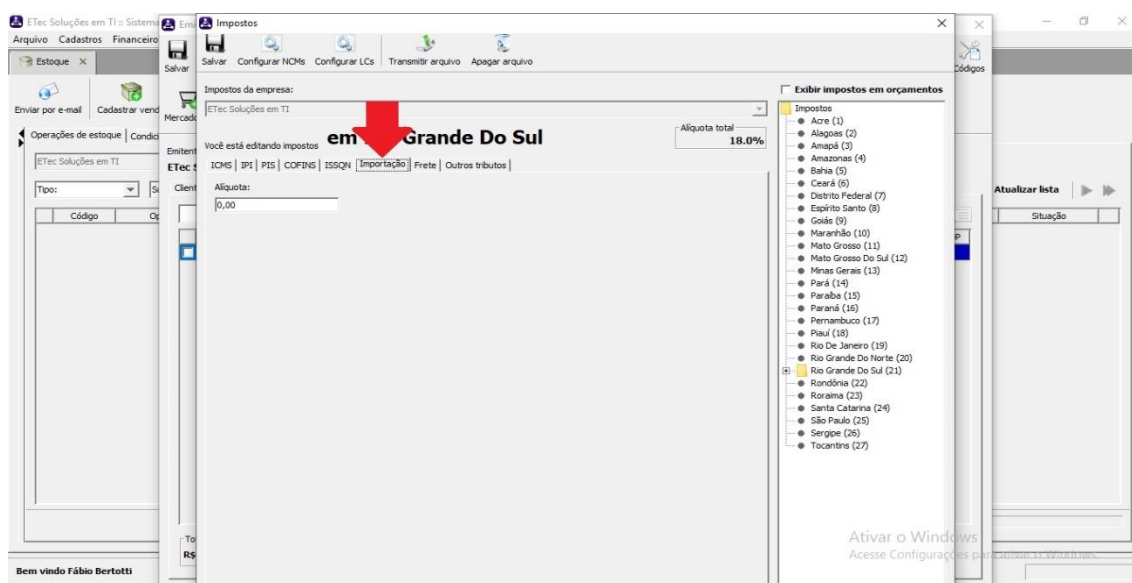 ETec Soluções em TI :: Sistema
Arquivo Cadastros Financeiro
Estoque
Enviar por e-mail Cadastrar vend
Operações de estoque Condic
ETec Soluções em TI
Tipo:
Código Op
Bem vindo Fábio Bertotti
Emi
Salvar
Mercado
Emitent
ETec S
Client
To
R$
Impostos
Salvar Configurar NCMs Configurar LCs Transmitir arquivo Apagar arquivo
Impostos da empresa:
ETec Soluções em TI
Você está editando impostos em Grande Do Sul
Alíquota total
18.0%
ICMS IPI PIS COFINS ISSQN Importação Frete Outros tributos
Alíquota:
0,00
Exibir impostos em orçamentos
Impostos
Acre (1)
Alagoas (2)
Amapá (3)
Amazonas (4)
Bahia (5)
Ceará (6)
Distrito Federal (7)
Espírito Santo (8)
Goiás (9)
Maranhão (10)
Mato Grosso (11)
Mato Grosso Do Sul (12)
Minas Gerais (13)
Pará (14)
Paraíba (15)
Paraná (16)
Pernambuco (17)
Piauí (18)
Rio De Janeiro (19)
Rio Grande Do Norte (20)
Rio Grande Do Sul (21)
Rondônia (22)
Roraima (23)
Santa Catarina (24)
São Paulo (25)
Sergipe (26)
Tocantins (27)
Códigos
P
Atualizar lista
Situação
Ativar o Windows
Acesse Configurações para ativar o Windows.